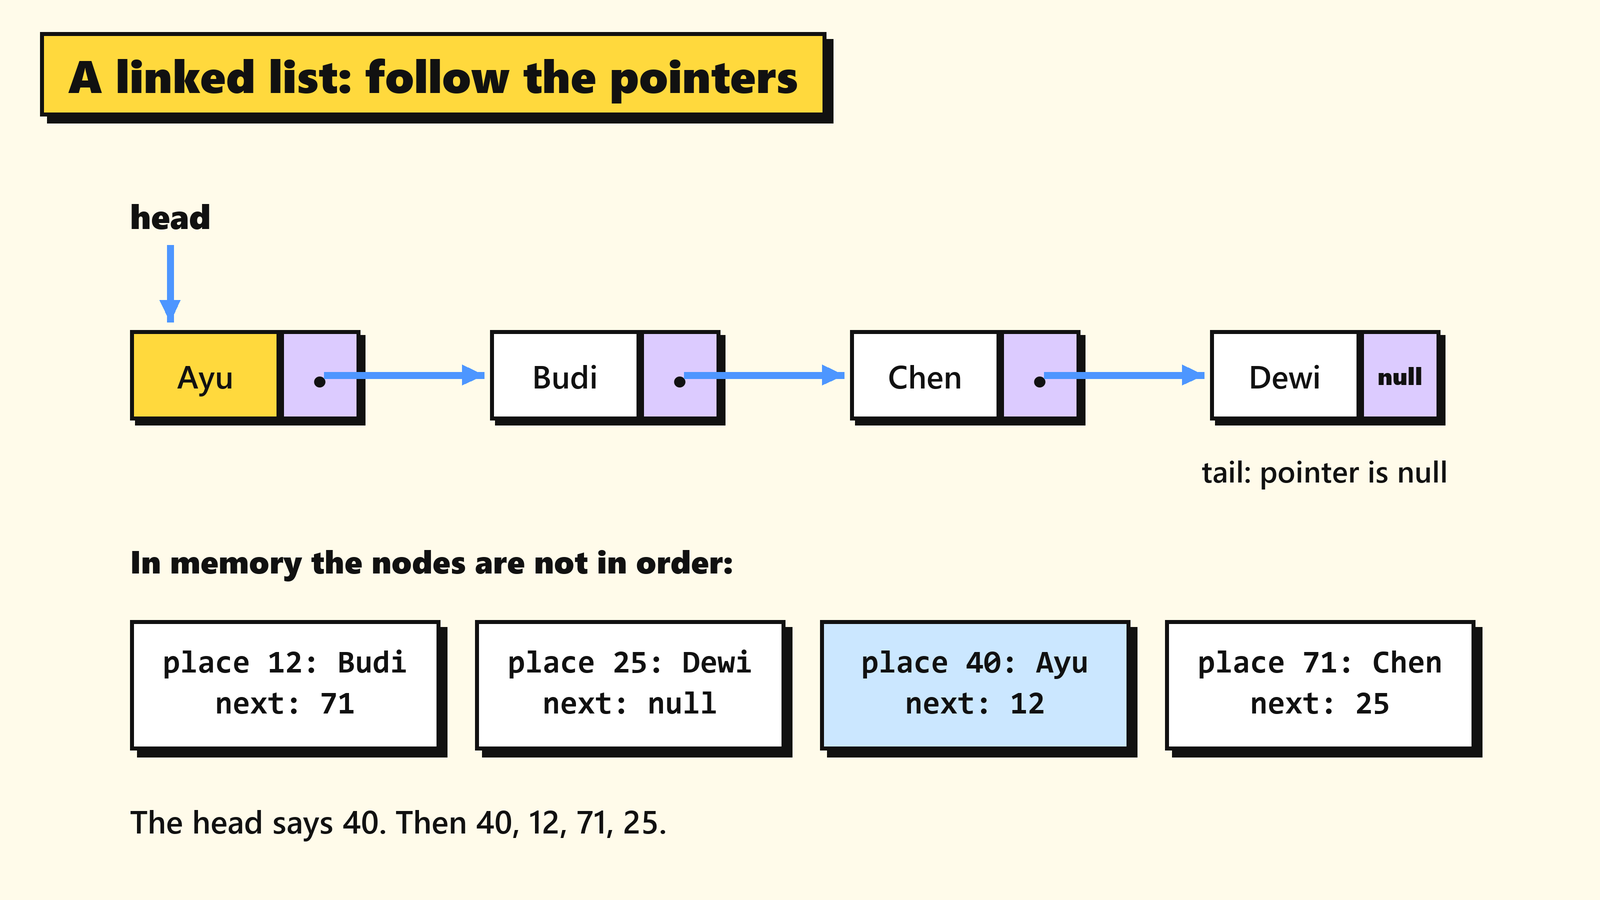 A linked list: follow the pointers
head
Ayu
Budi
Chen
Dewi
null
tail: pointer is null
In memory the nodes are not in order:
place 12: Budi
next: 71
place 25: Dewi
next: null
place 40: Ayu
next: 12
place 71: Chen
next: 25
The head says 40. Then 40, 12, 71, 25.